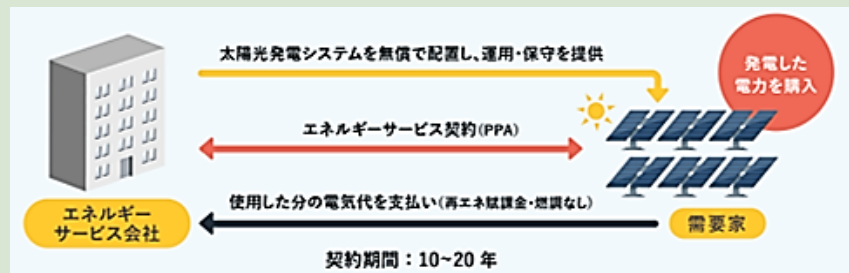 太陽光発電システムを無償で配置し、運用・保守を提供
発電した
電力を購入
エネルギーサービス契約(PPA)
使用した分の電気代を支払い(再エネ賦課金・燃調なし)
エネルギー
サービス会社
需要家
契約期間：10~20 年